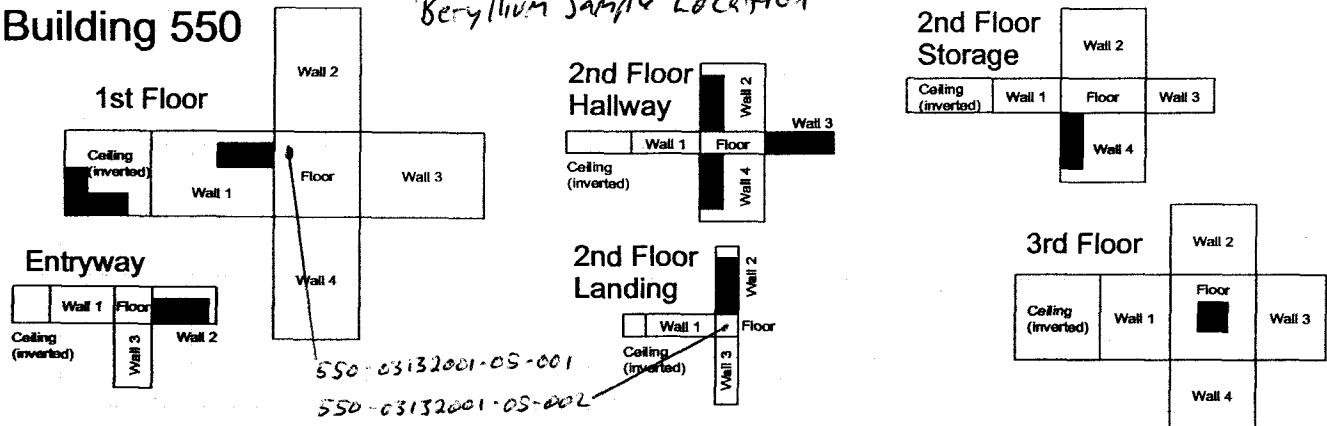 Building 550
Beryllium Sample Location
1st Floor
Wall 2
Ceiling
(inverted)
Wall 1
Floor
Wall 3
Wall 4
Entryway
Wall 1
Floor
Wall 2
Wall 3
Ceiling
(inverted)
2nd Floor
Hallway
Wall 2
Wall 3
Wall 1
Floor
Wall 4
Ceiling
(inverted)
2nd Floor
Landing
Wall 2
Wall 1
Floor
Ceiling
(inverted)
Wall 3
550-03132001-05-001
550-03132001-05-002
2nd Floor
Storage
Wall 2
Ceiling
(inverted)
Wall 1
Floor
Wall 3
Wall 4
3rd Floor
Wall 2
Floor
Ceiling
(inverted)
Wall 1
Wall 3
Wall 4